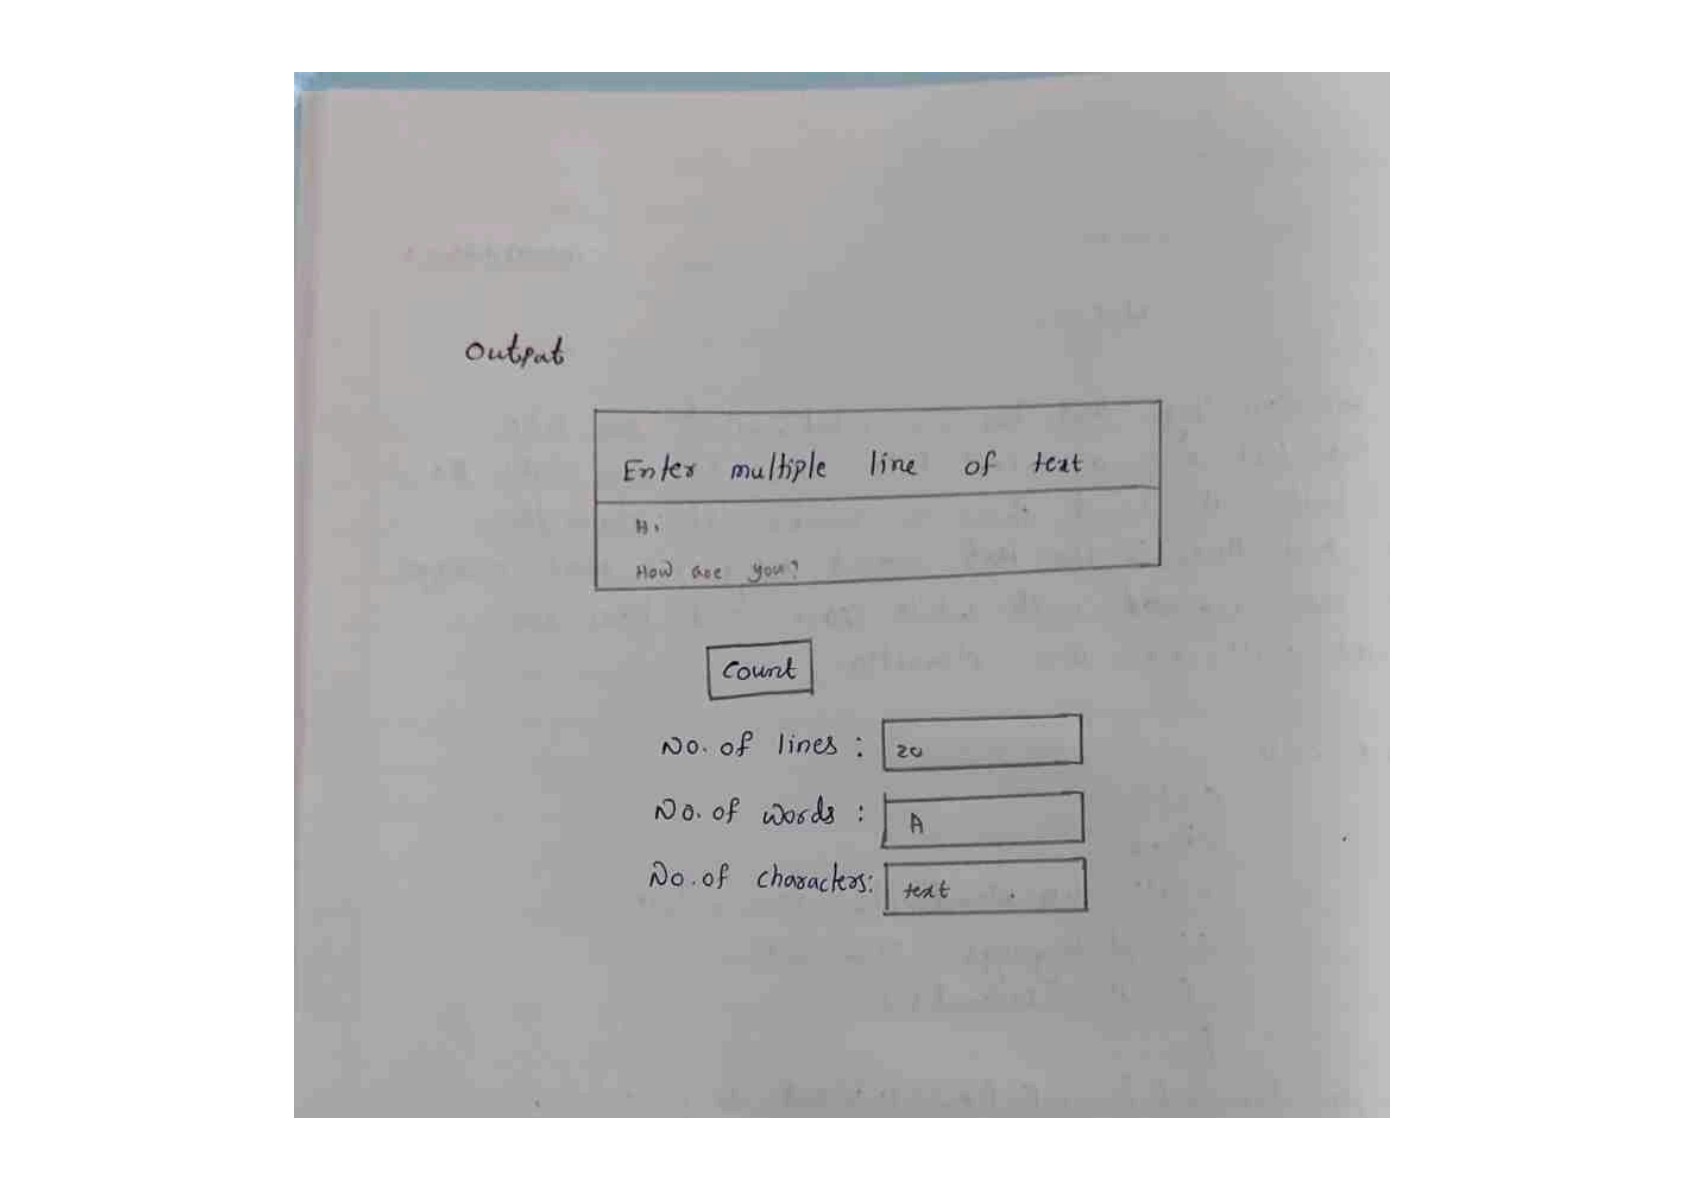 Output
Enter multiple line of text
Hi
How are you?
Count
No. of lines : 20
No. of words : A
No. of characters: text